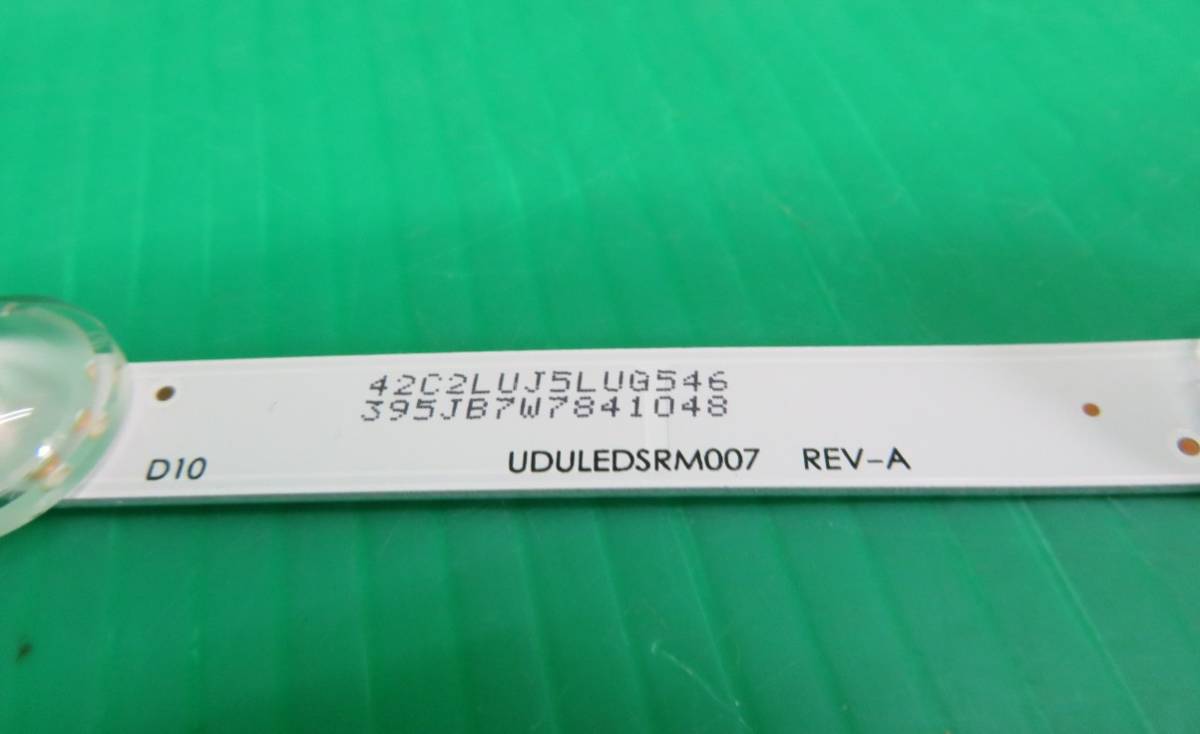 42C2LUJ5LUG546
395JB7W7841048
D10 UDULEDSRM007 REV-A